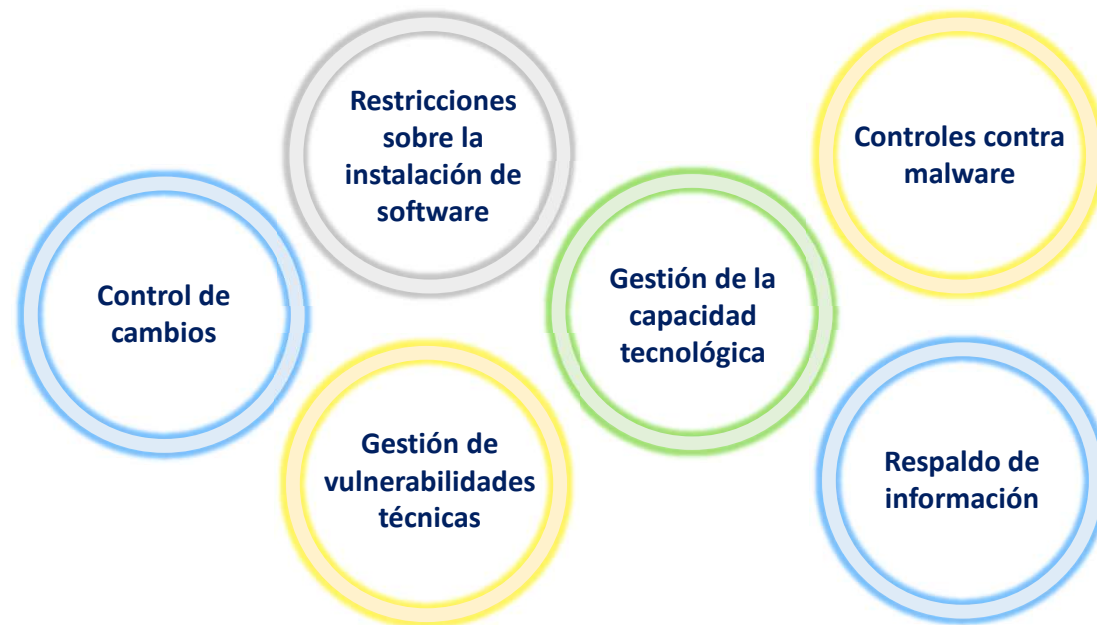 Restricciones
sobre la
instalación de
software
Controles contra
malware
Control de
cambios
Gestión de la
capacidad
tecnológica
Gestión de
vulnerabilidades
técnicas
Respaldo de
información